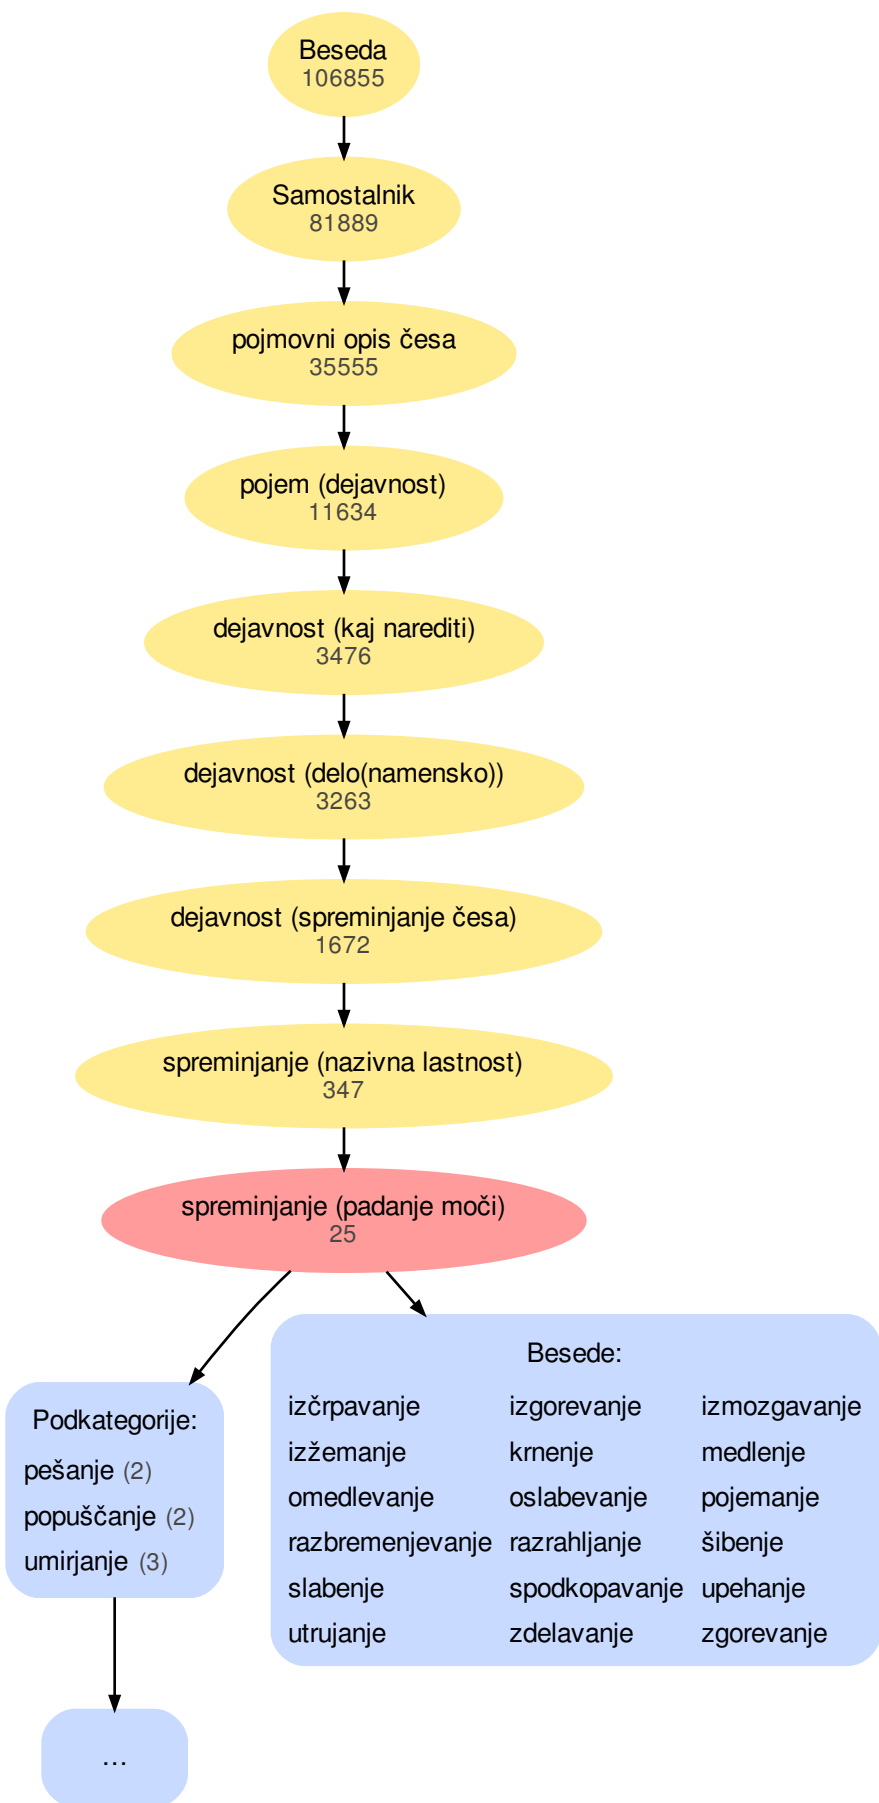 Beseda
106855
Samostalnik
81889
pojmovni opis česa
35555
pojem (dejavnost)
11634
dejavnost (kaj narediti)
3476
dejavnost (delo(namensko))
3263
dejavnost (spreminjanje česa)
1672
spreminjanje (nazivna lastnost)
347
spreminjanje (padanje moči)
25
Podkategorije:
pešanje (2)
popuščanje (2)
umirjanje (3)
...
Besede:
izčrpavanje izgorevanje izmozgavanje
izžemanje krnenje medlenje
omedlevanje oslabevanje pojemanje
razbremenjevanje razrahljanje šibenje
slabenje spodkopavanje upehanje
utrujanje zdelavanje zgorevanje